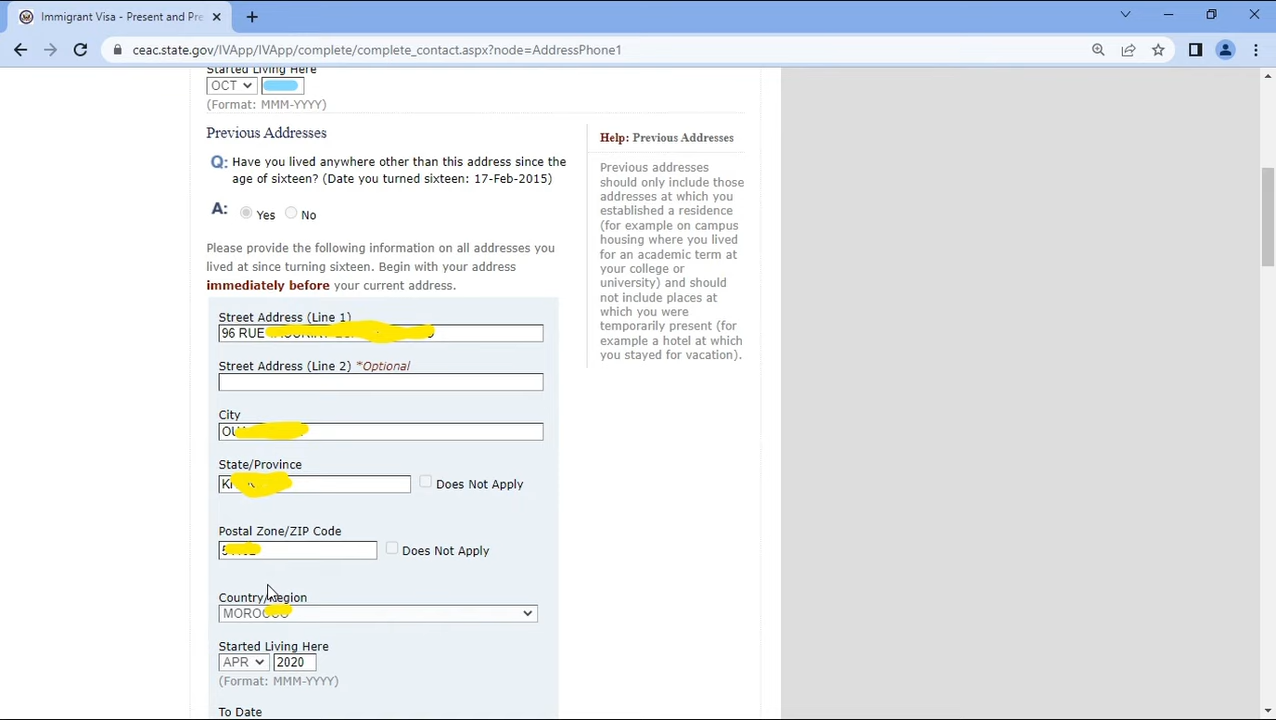 Immigrant Visa - Present and Pre
ceac.state.gov/IVApp/IVApp/complete/complete_contact.aspx?node=AddressPhone1
Started Living Here
OCT
(Format: MMM-YYYY)
Previous Addresses
Q: Have you lived anywhere other than this address since the
age of sixteen? (Date you turned sixteen: 17-Feb-2015)
A: Yes No
Please provide the following information on all addresses you
lived at since turning sixteen. Begin with your address
immediately before your current address.
Street Address (Line 1)
96 RUE
Street Address (Line 2) *Optional
City
State/Province
Does Not Apply
Postal Zone/ZIP Code
Does Not Apply
Country/Region
MOROCCO
Started Living Here
APR 2020
(Format: MMM-YYYY)
To Date
Help: Previous Addresses
Previous addresses
should only include those
addresses at which you
established a residence
(for example on campus
housing where you lived
for an academic term at
your college or
university) and should
not include places at
which you were
temporarily present (for
example a hotel at which
you stayed for vacation).